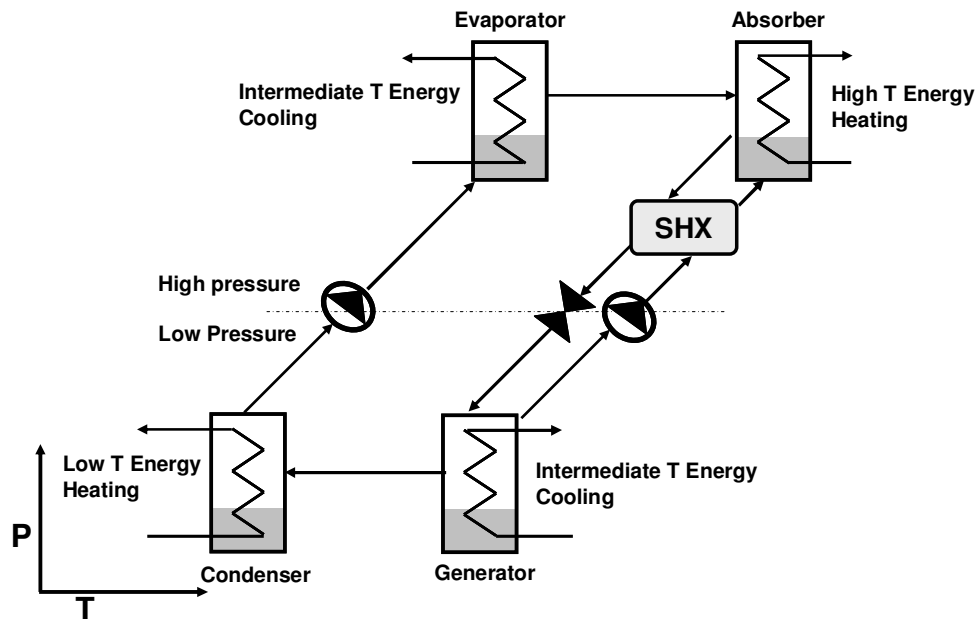 Evaporator
Absorber
Intermediate T Energy
Cooling
High T Energy
Heating
SHX
High pressure
Low Pressure
Low T Energy
Heating
Intermediate T Energy
Cooling
P
Condenser
Generator
T